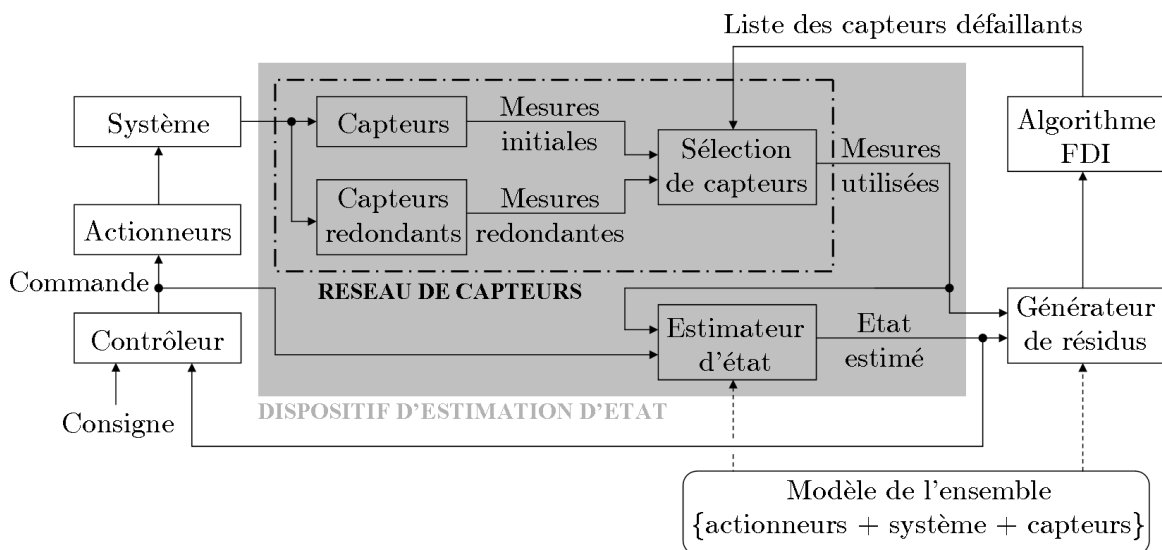 Liste des capteurs défaillants
Système
Capteurs
Mesures
initiales
Sélection
de capteurs
Mesures
utilisées
Algorithme
FDI
Capteurs
redondants
Mesures
redondantes
Actionneurs
Commande
RESEAU DE CAPTEURS
Contrôleur
Estimateur
d'état
Etat
estimé
Générateur
de résidus
DISPOSITIF D'ESTIMATION D'ETAT
Consigne
Modèle de l'ensemble
{actionneurs + système + capteurs}